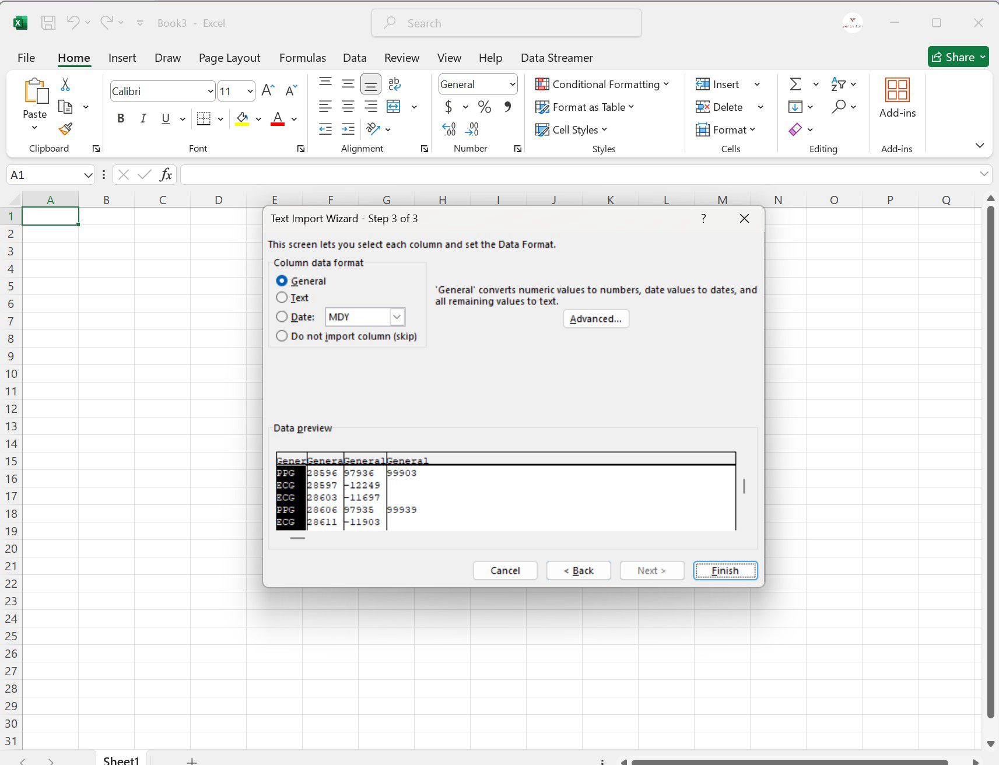 Book3 - Excel
Search
File Home Insert Draw Page Layout Formulas Data Review View Help Data Streamer Share
Paste
Clipboard
Calibri 11
B I U A
Font
ab
Alignment
General
$ % 9
Number
Conditional Formatting
Format as Table
Cell Styles
Styles
Insert
Delete
Format
Cells
Editing
Add-ins
Add-ins
A1
fx
A B C D E F G H I J K L M N O P Q
1
2
3
4
5
6
7
8
9
10
11
12
13
14
15
16
17
18
19
20
21
22
23
24
25
26
27
28
29
30
31
Text Import Wizard - Step 3 of 3 ?
This screen lets you select each column and set the Data Format.
Column data format
General
Text
Date: MDY
Do not import column (skip)
'General' converts numeric values to numbers, date values to dates, and
all remaining values to text.
Advanced...
Data preview
Gener Genera General General
PPG 28596 97936 99903
ECG 28597 -12249
ECG 28603 -11697
PPG 28606 97935 99939
ECG 28611 -11903
Cancel < Back Next > Finish
Sheet1 +